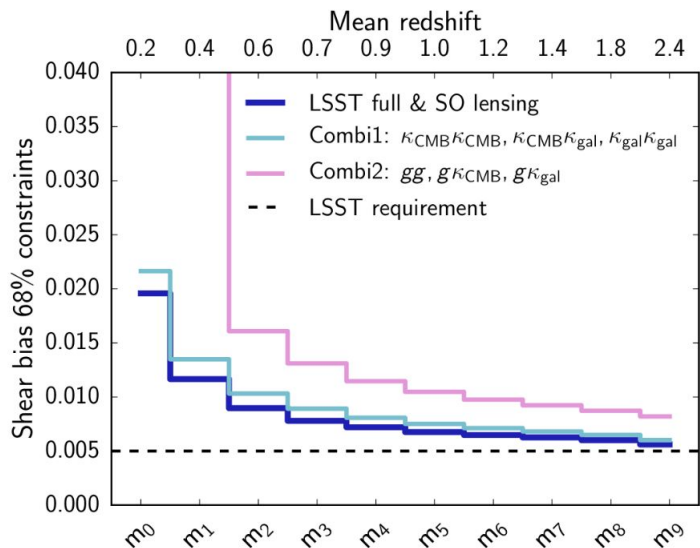 Mean redshift
0.2 0.4 0.6 0.7 0.9 1.0 1.2 1.4 1.8 2.4
Shear bias 68% constraints
0.040
0.035
0.030
0.025
0.020
0.015
0.010
0.005
0.000
LSST full & SO lensing
Combi1: κCMBκCMB, κCMBκgal, κgalκgal
Combi2: gg, gκCMB, gκgal
LSST requirement
m0 m1 m2 m3 m4 m5 m6 m7 m8 m9